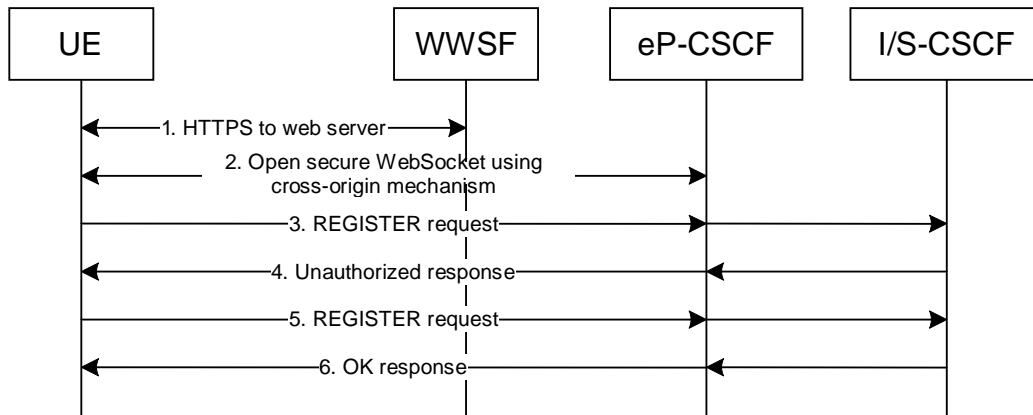 UE
WWSF
eP-CSCF
I/S-CSCF
1. HTTPS to web server
2. Open secure WebSocket using
cross-origin mechanism
3. REGISTER request
4. Unauthorized response
5. REGISTER request
6. OK response